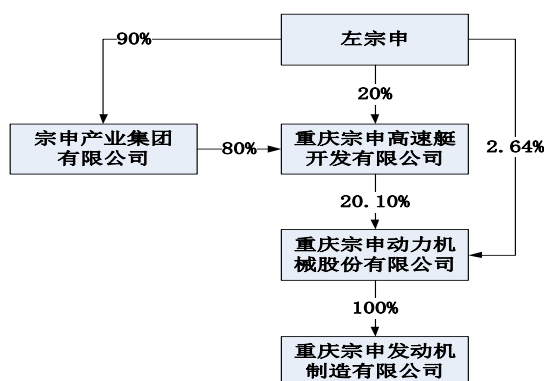 90%
左宗申
20%
宗申产业集团
有限公司
80%
重庆宗申高速艇
开发有限公司
2.64%
20.10%
重庆宗申动力机
械股份有限公司
100%
重庆宗申发动机
制造有限公司